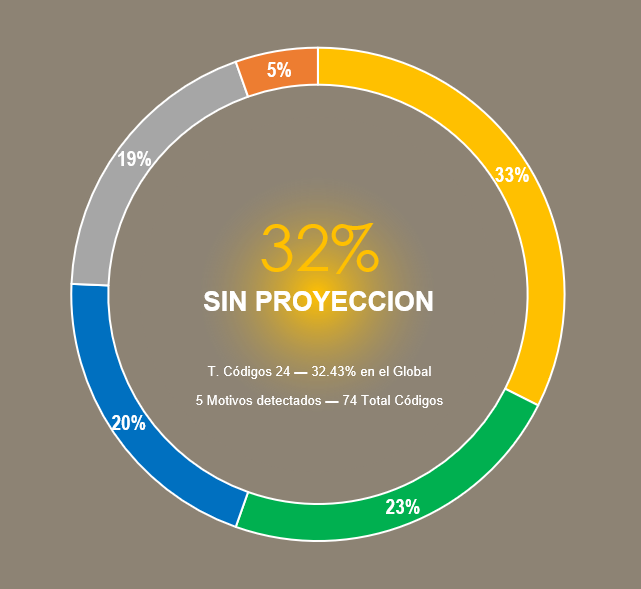 5%
19%
33%
32%
SIN PROYECCION
T. Códigos 24 — 32.43% en el Global
5 Motivos detectados — 74 Total Códigos
20%
23%